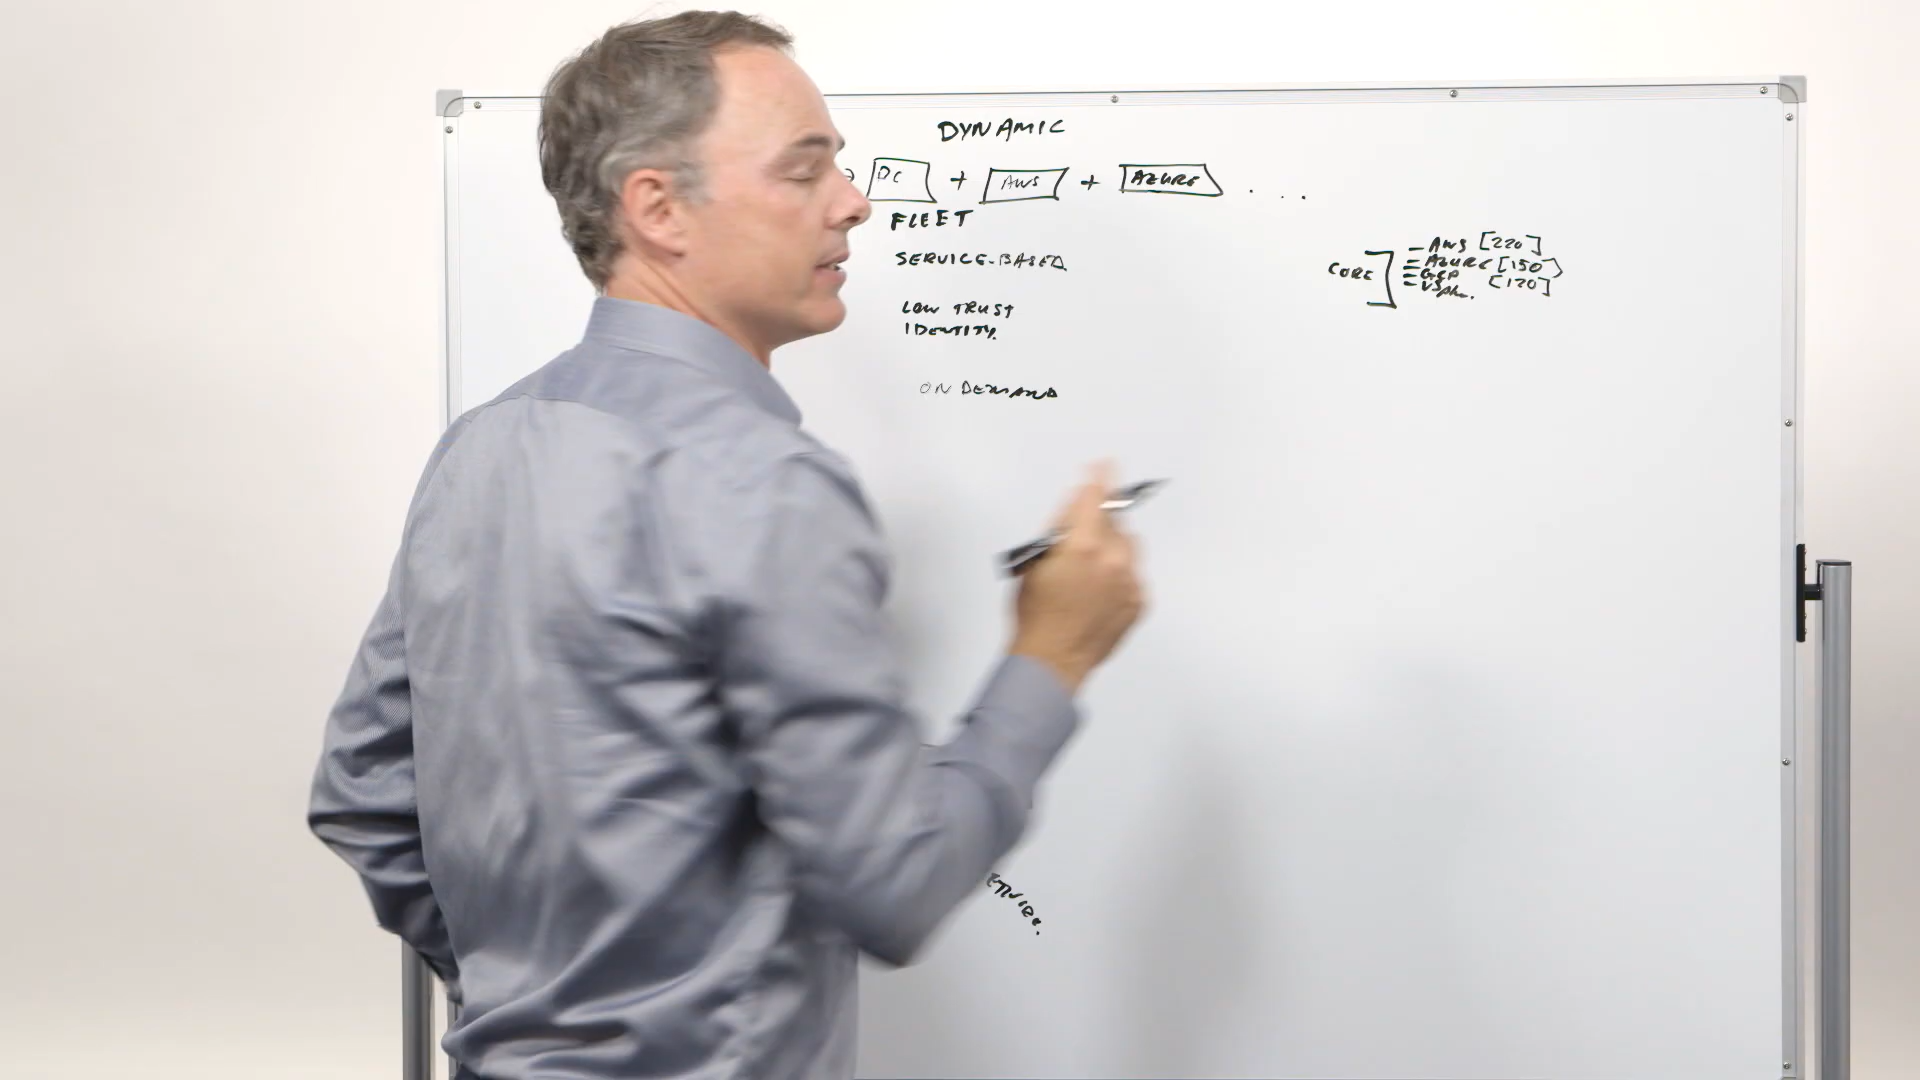 DYNAMIC
DC + AWS + AZURE . . .
FLEET
SERVICE-BASED
LOW TRUST
IDENTITY.
ON DEMAND
CORE
- AWS [220]
- AZURE [150]
- GCP [120]
- VSph.